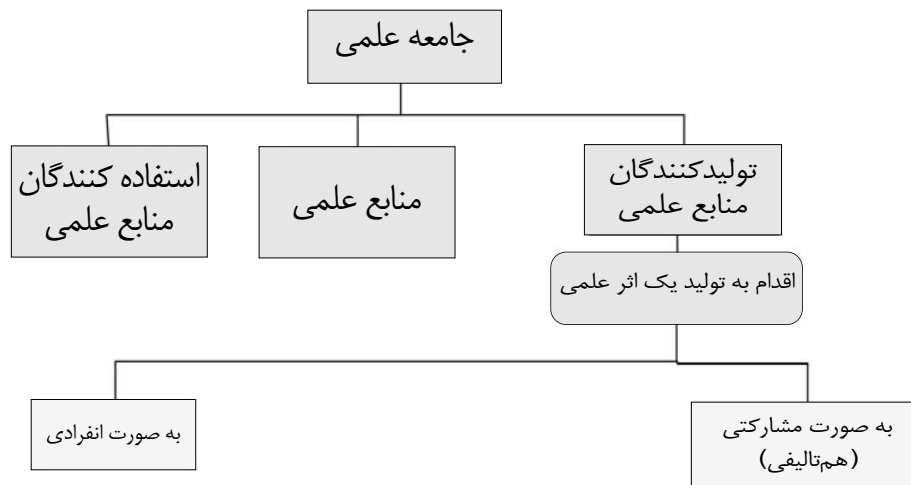 جامعه علمی
تولیدکنندگان
منابع علمی
منابع علمی
استفاده کنندگان
منابع علمی
اقدام به تولید یک اثر علمی
به صورت مشارکتی
(هم‌تالیفی)
به صورت انفرادی